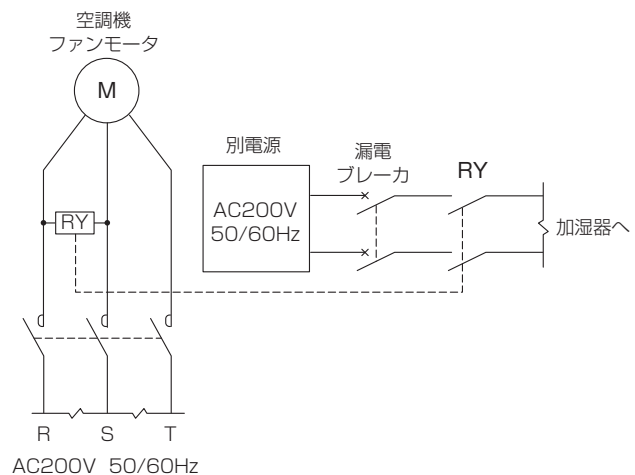 空調機
ファンモータ
M
別電源
漏電
ブレーカ
RY
AC200V
50/60Hz
RY
加湿器へ
R S T
AC200V 50/60Hz